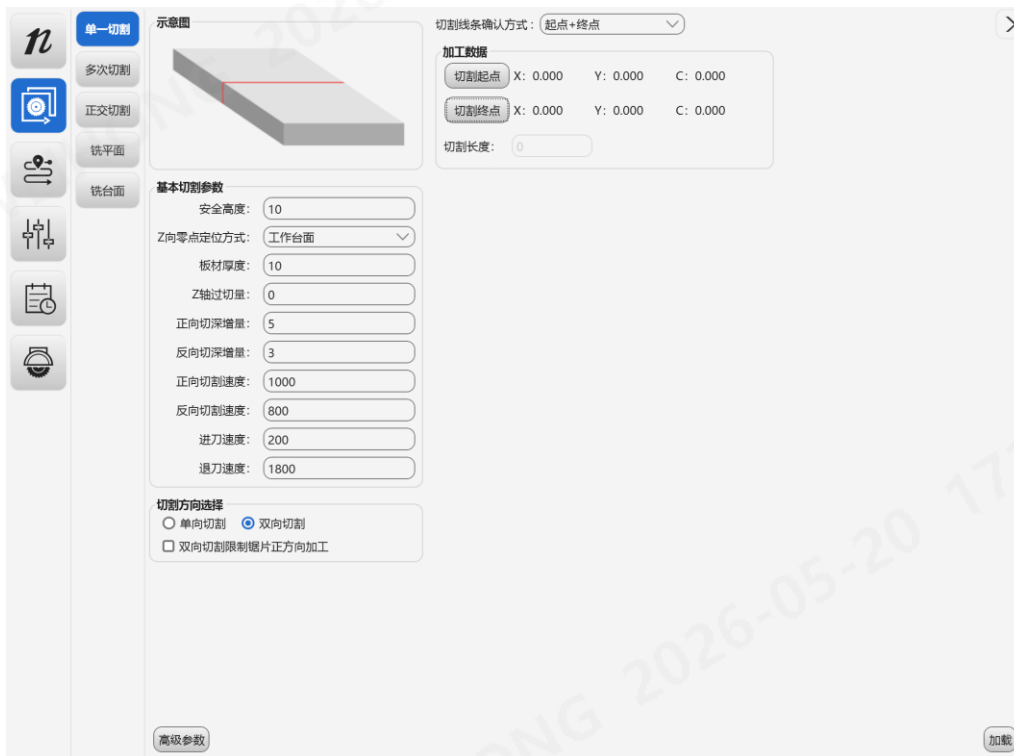 n
单一切割
多次切割
正交切割
铣平面
铣台面
示意图
基本切割参数
安全高度: 10
Z向零点定位方式: 工作台面
板材厚度: 10
Z轴过切量: 0
正向切深增量: 5
反向切深增量: 3
正向切割速度: 1000
反向切割速度: 800
进刀速度: 200
退刀速度: 1800
切割方向选择
单向切割 双向切割
双向切割限制锯片正方向加工
高级参数
切割线条确认方式: 起点+终点
加工数据
切割起点 X: 0.000 Y: 0.000 C: 0.000
切割终点 X: 0.000 Y: 0.000 C: 0.000
切割长度: 0
加载
2026-05-20